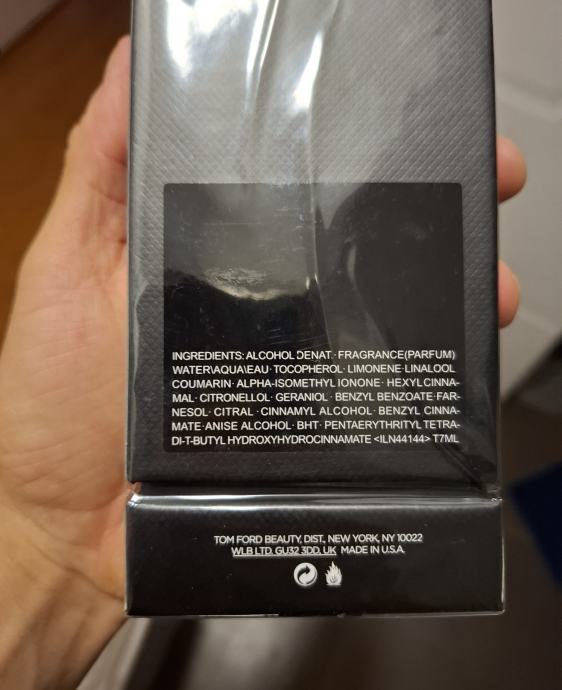 INGREDIENTS: ALCOHOL DENAT · FRAGRANCE(PARFUM)
WATER\AQUA\EAU · TOCOPHEROL · LIMONENE · LINALOOL
COUMARIN · ALPHA-ISOMETHYL IONONE · HEXYLCINNA-
MAL · CITRONELLOL · GERANIOL · BENZYL BENZOATE · FAR-
NESOL · CITRAL · CINNAMYL ALCOHOL · BENZYL CINNA-
MATE · ANISE ALCOHOL · BHT · PENTAERYTHRITYL TETRA-
DI-T-BUTYL HYDROXYHYDROCINNAMATE <ILN44144> T7ML
TOM FORD BEAUTY, DIST., NEW YORK, NY 10022
WLB LTD. GU32 3DD. UK MADE IN U.S.A.